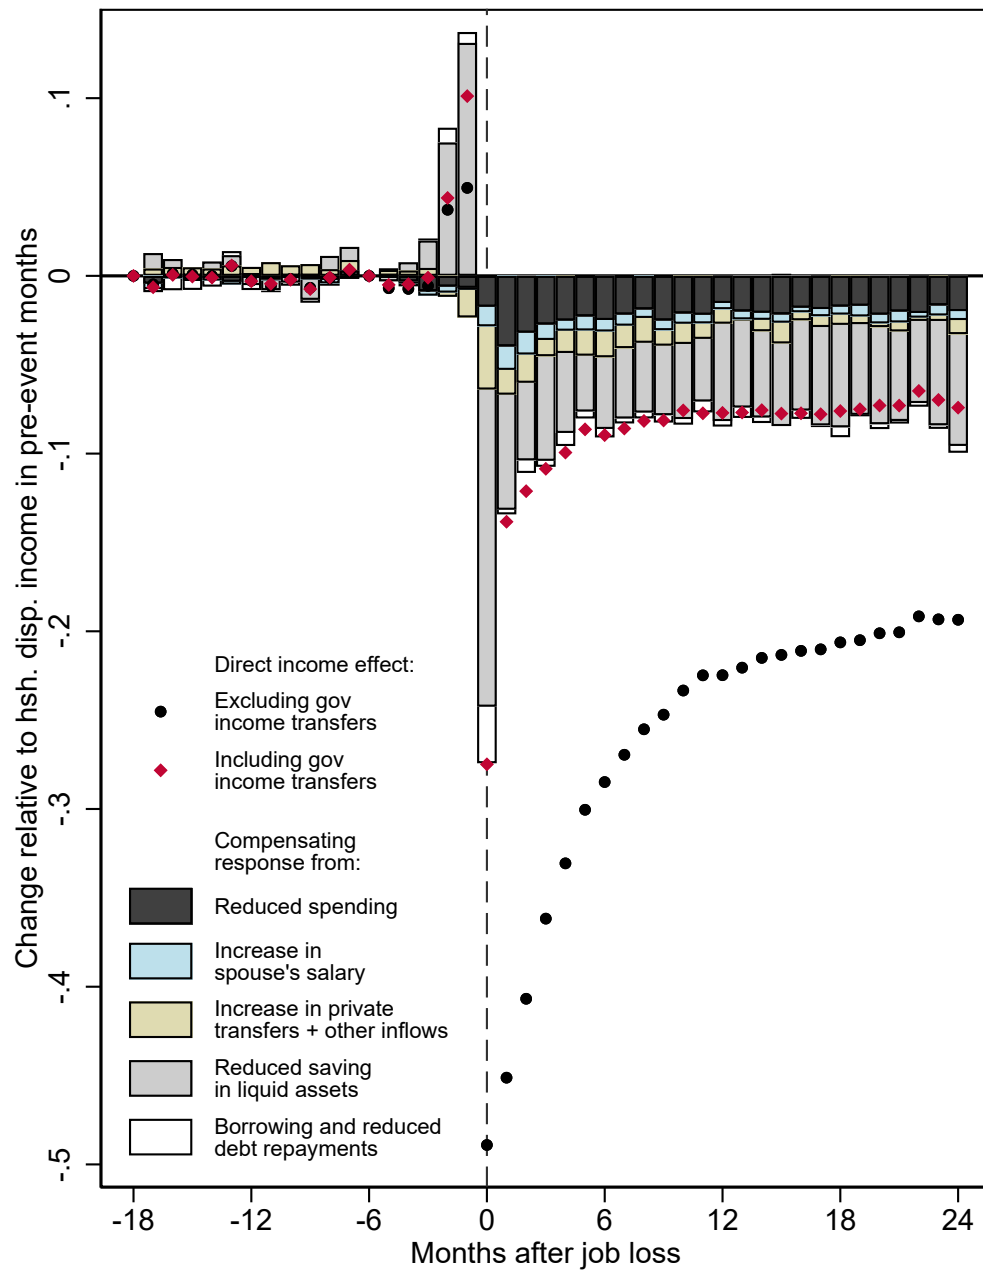 Change relative to hsh. disp. income in pre-event months
.1
0
-.1
-.2
-.3
-.4
-.5
Direct income effect:
Excluding gov
income transfers
Including gov
income transfers
Compensating
response from:
Reduced spending
Increase in
spouse's salary
Increase in private
transfers + other inflows
Reduced saving
in liquid assets
Borrowing and reduced
debt repayments
-18 -12 -6 0 6 12 18 24
Months after job loss